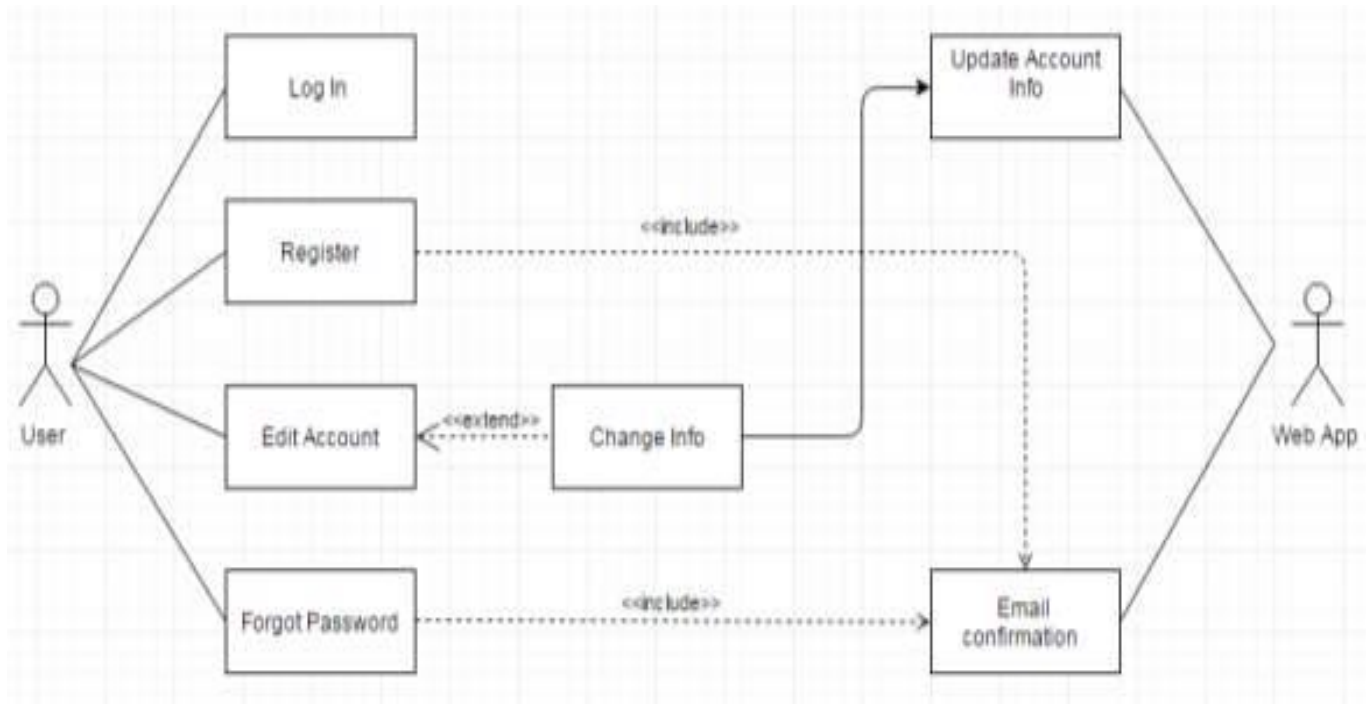 Log In
Update Account
Info
Register
<<include>>
User
Edit Account
<<extend>>
Change Info
Web App
Forgot Password
<<include>>
Email
confirmation